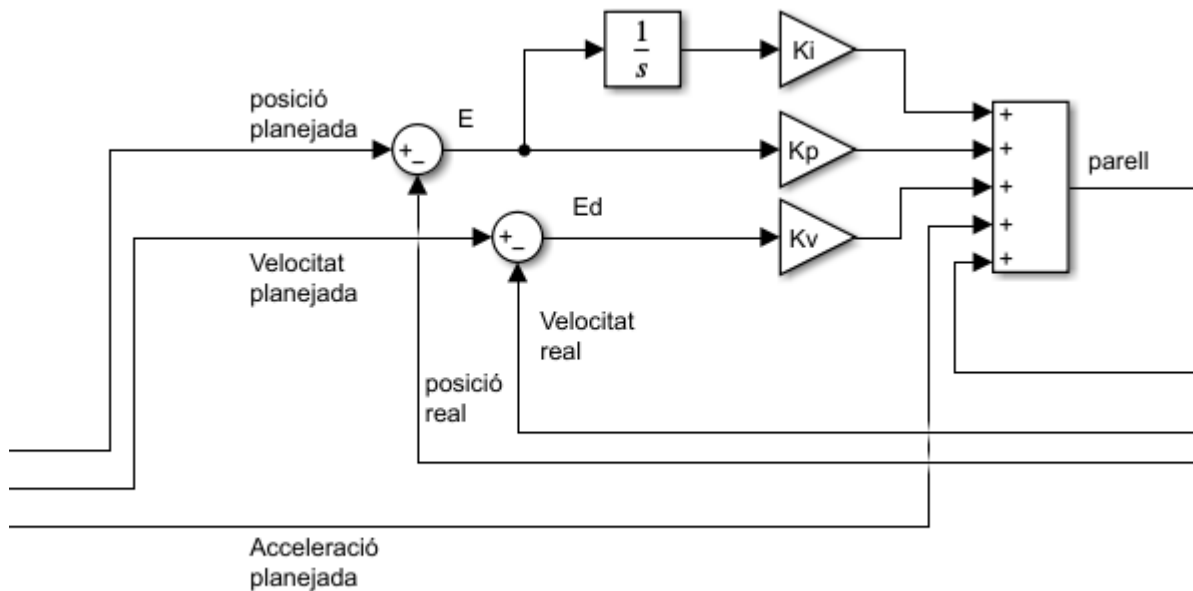 1
s
Ki
posició
planejada
E
+
_
Kp
+
+
+
+
+
parell
Ed
+
_
Kv
Velocitat
planejada
Velocitat
real
posició
real
Acceleració
planejada